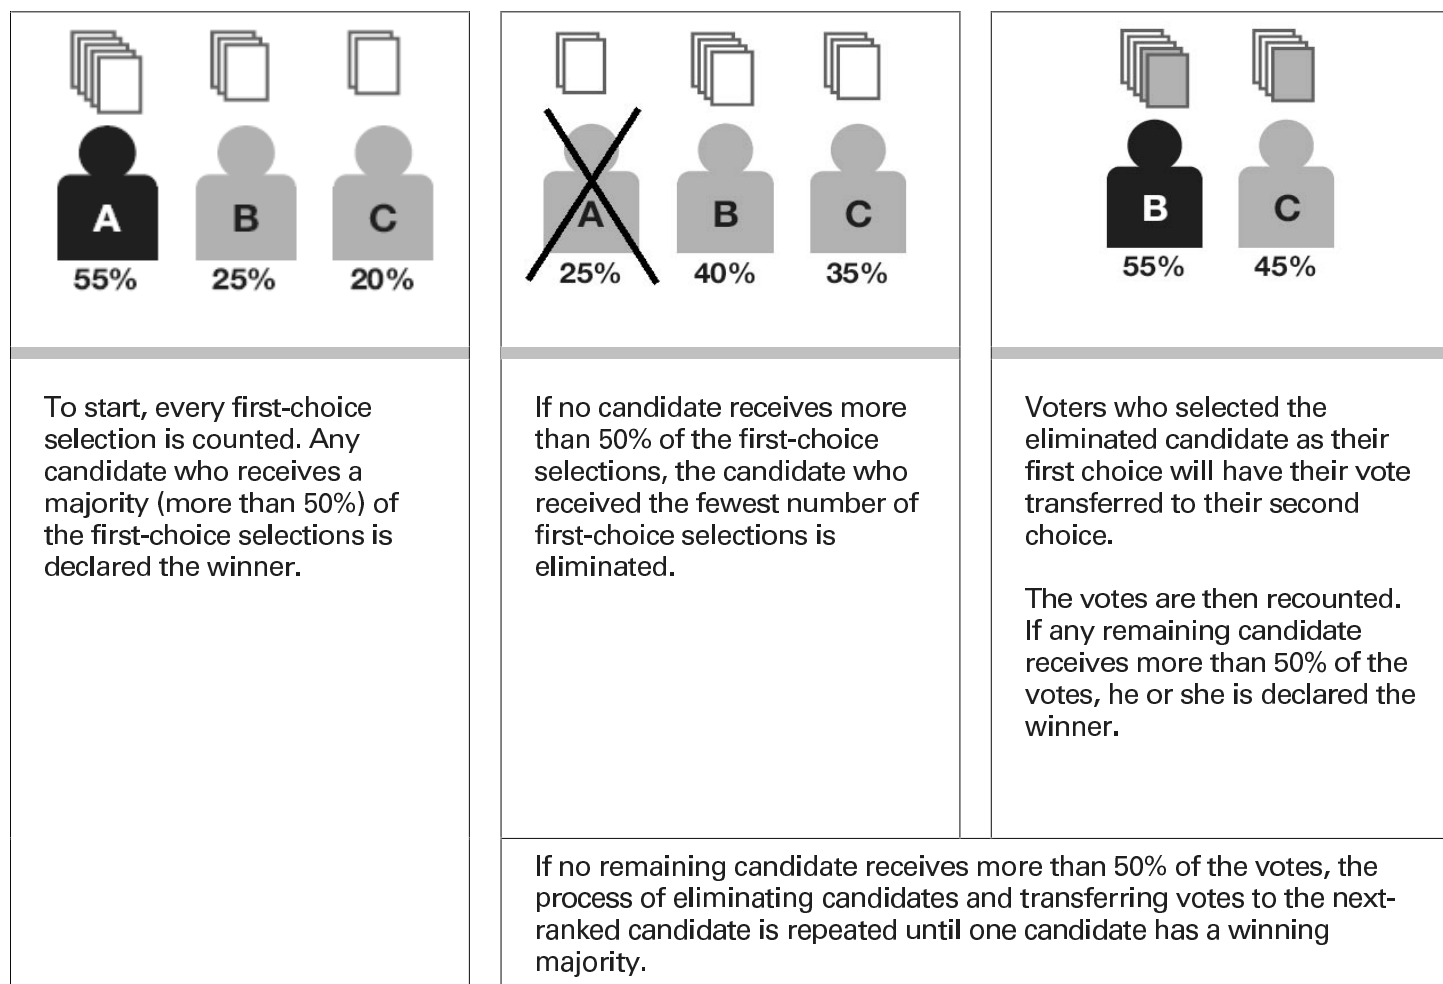 A B C
55% 25% 20%
To start, every first-choice
selection is counted. Any
candidate who receives a
majority (more than 50%) of
the first-choice selections is
declared the winner.
A B C
25% 40% 35%
If no candidate receives more
than 50% of the first-choice
selections, the candidate who
received the fewest number of
first-choice selections is
eliminated.
B C
55% 45%
Voters who selected the
eliminated candidate as their
first choice will have their vote
transferred to their second
choice.
The votes are then recounted.
If any remaining candidate
receives more than 50% of the
votes, he or she is declared the
winner.
If no remaining candidate receives more than 50% of the votes, the
process of eliminating candidates and transferring votes to the next-
ranked candidate is repeated until one candidate has a winning
majority.